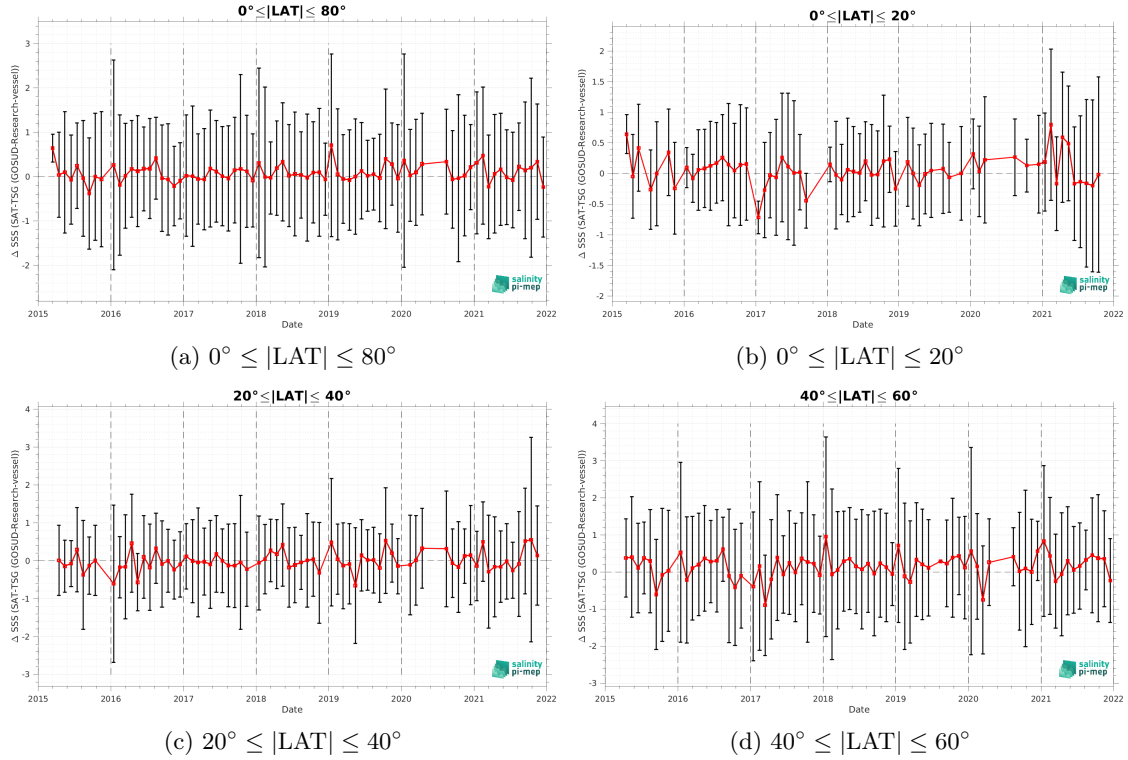 0°≤|LAT|≤ 80°
Δ SSS (SAT-TSG (GOSUD-Research-vessel))
3
2
1
0
-1
-2
salinity
pi-mep
2015 2016 2017 2018 2019 2020 2021 2022
Date
(a) 0° ≤ |LAT| ≤ 80°
0°≤|LAT|≤ 20°
Δ SSS (SAT-TSG (GOSUD-Research-vessel))
2
1.5
1
0.5
0
-0.5
-1
-1.5
-2
salinity
pi-mep
2015 2016 2017 2018 2019 2020 2021 2022
Date
(b) 0° ≤ |LAT| ≤ 20°
20°≤|LAT|≤ 40°
Δ SSS (SAT-TSG (GOSUD-Research-vessel))
4
3
2
1
0
-1
-2
-3
salinity
pi-mep
2015 2016 2017 2018 2019 2020 2021 2022
Date
(c) 20° ≤ |LAT| ≤ 40°
40°≤|LAT|≤ 60°
Δ SSS (SAT-TSG (GOSUD-Research-vessel))
4
3
2
1
0
-1
-2
-3
salinity
pi-mep
2015 2016 2017 2018 2019 2020 2021 2022
Date
(d) 40° ≤ |LAT| ≤ 60°